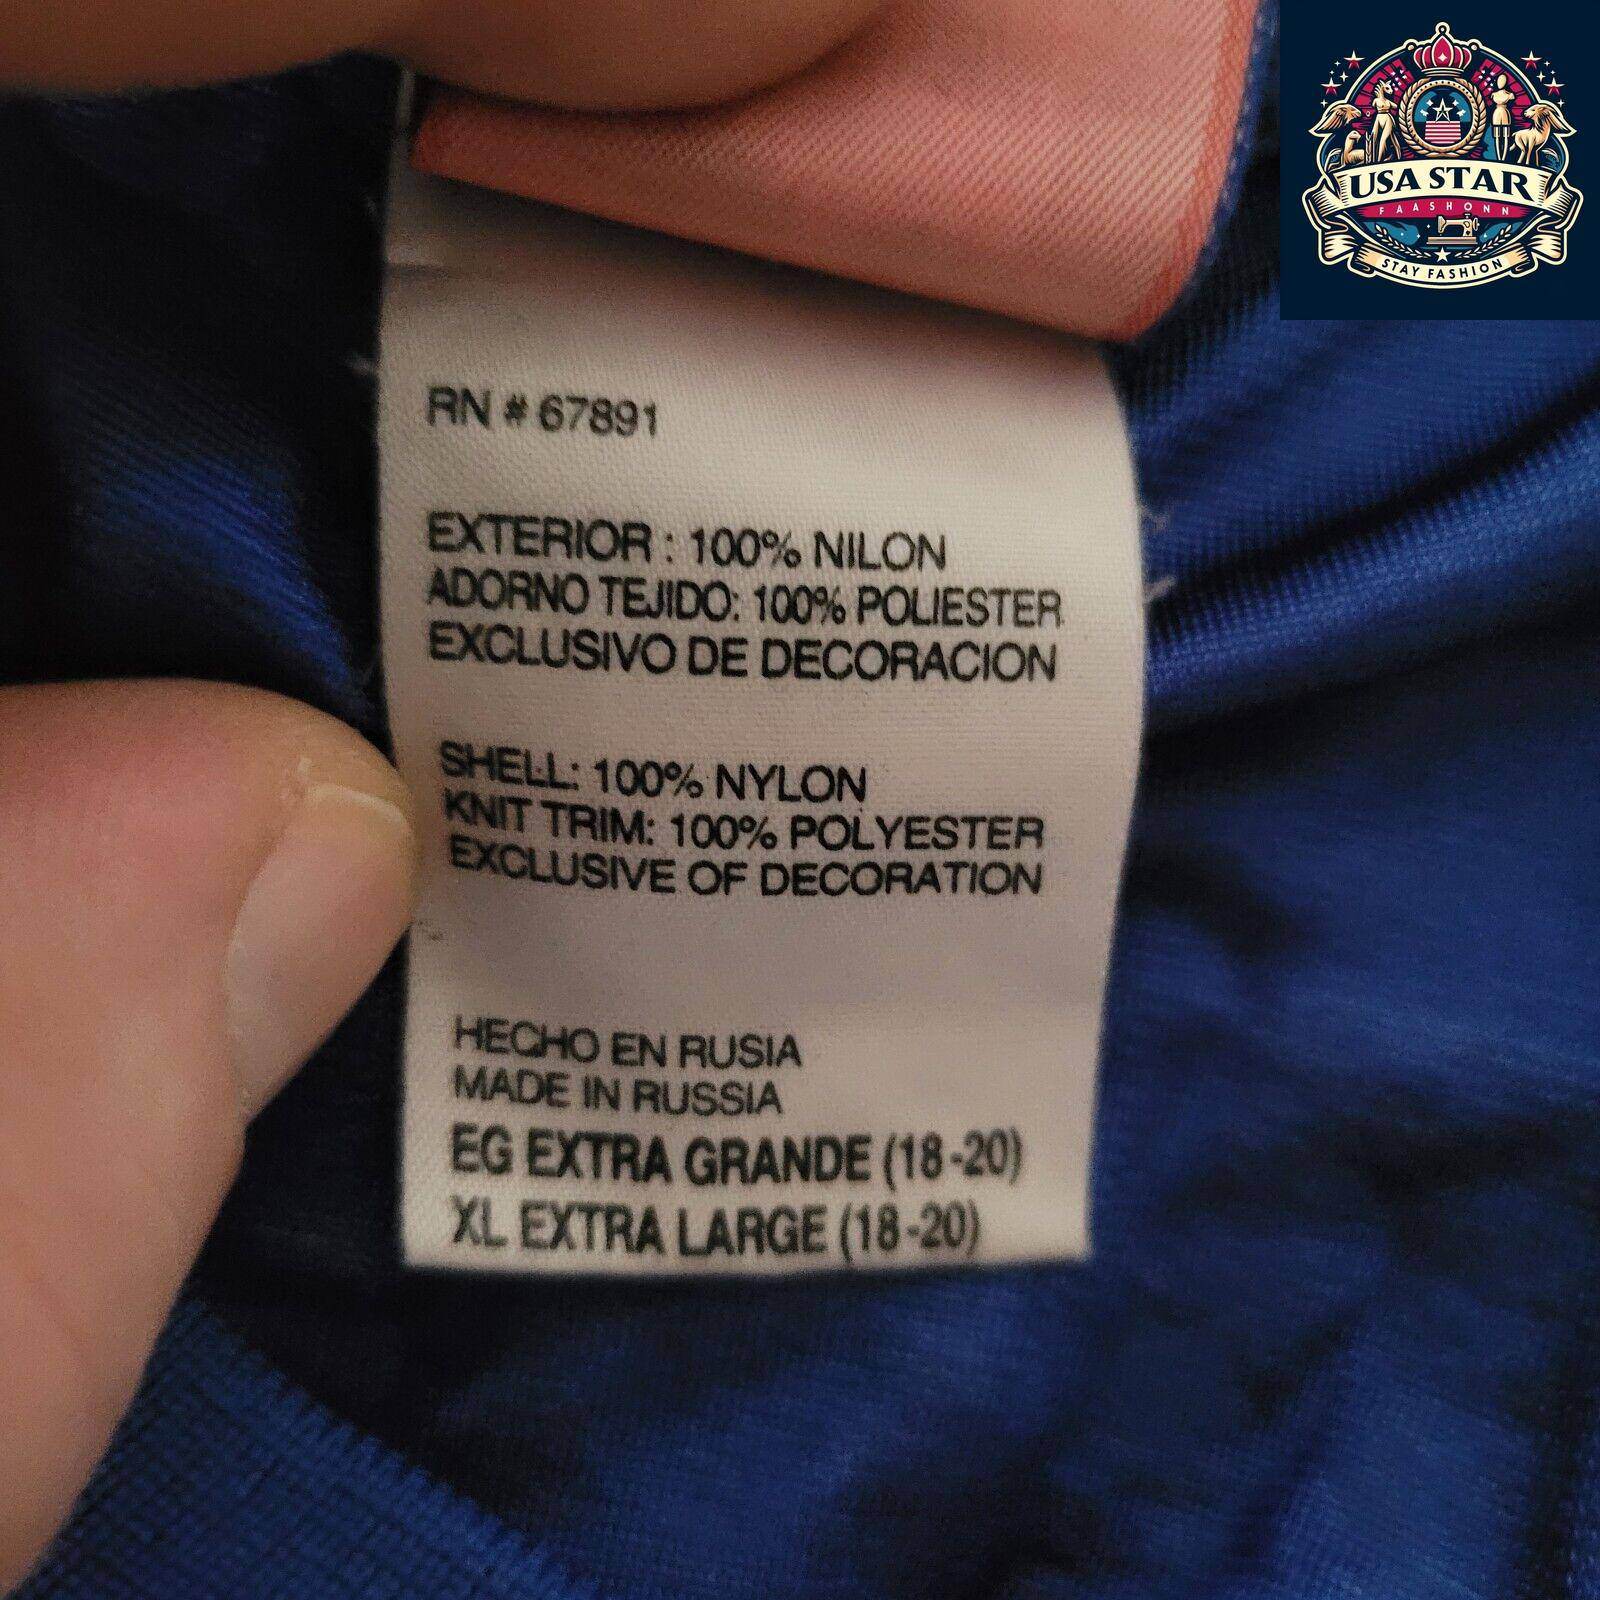 USA STAR
FAASHONN
STAY FASHION
RN # 67891
EXTERIOR : 100% NILON
ADORNO TEJIDO: 100% POLIESTER
EXCLUSIVO DE DECORACION
SHELL: 100% NYLON
KNIT TRIM: 100% POLYESTER
EXCLUSIVE OF DECORATION
HECHO EN RUSIA
MADE IN RUSSIA
EG EXTRA GRANDE (18-20)
XL EXTRA LARGE (18-20)